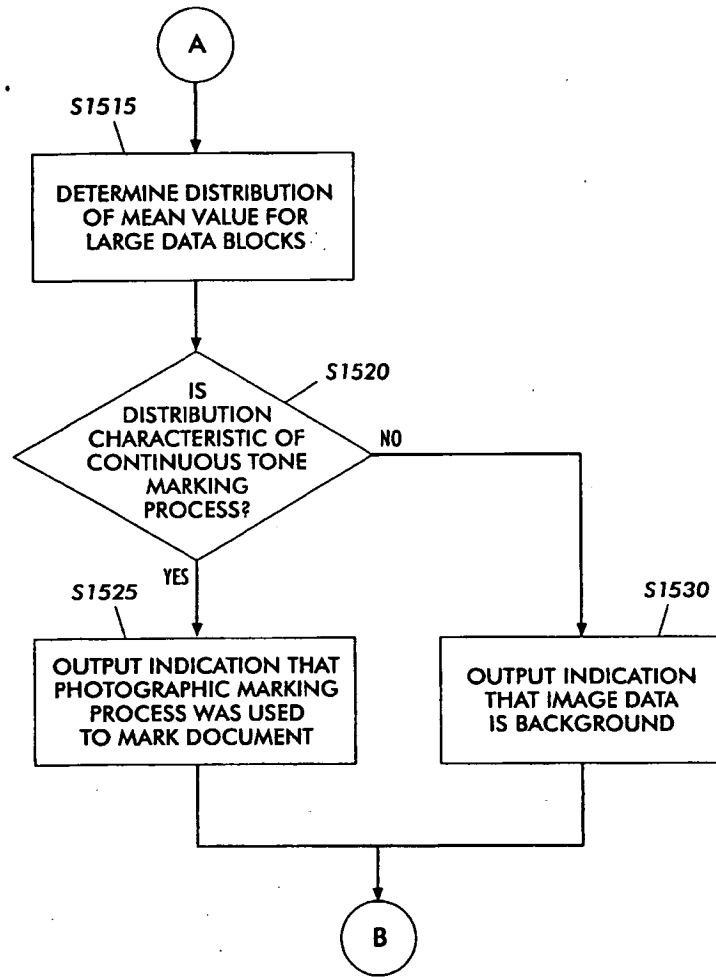 A
S1515
DETERMINE DISTRIBUTION
OF MEAN VALUE FOR
LARGE DATA BLOCKS
S1520
IS
DISTRIBUTION
CHARACTERISTIC OF
CONTINUOUS TONE
MARKING
PROCESS?
NO
YES
S1525
OUTPUT INDICATION THAT
PHOTOGRAPHIC MARKING
PROCESS WAS USED
TO MARK DOCUMENT
S1530
OUTPUT INDICATION
THAT IMAGE DATA
IS BACKGROUND
B